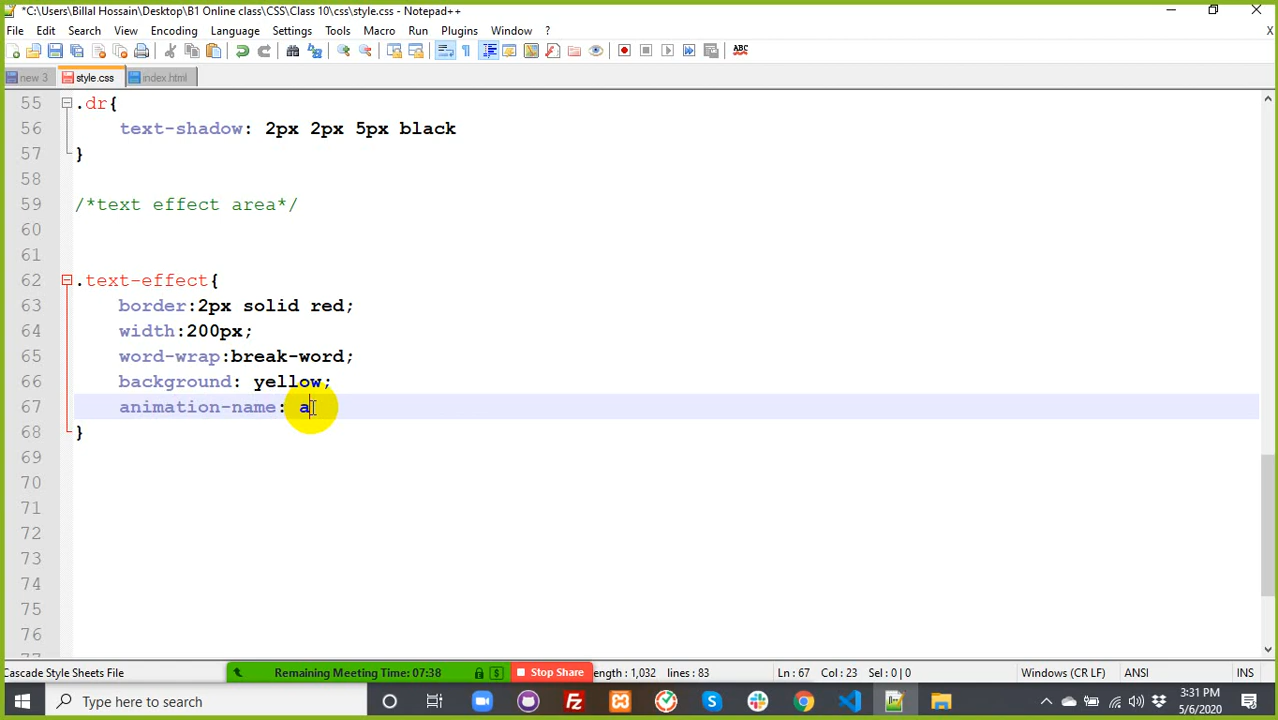 *C:\Users\Billal Hossain\Desktop\B1 Online class\CSS\Class 10\css\style.css - Notepad++
File Edit Search View Encoding Language Settings Tools Macro Run Plugins Window ? X
ABC
new 3 style.css index.html
55 .dr{
56 text-shadow: 2px 2px 5px black
57 }
58
59 /*text effect area*/
60
61
62 .text-effect{
63 border:2px solid red;
64 width:200px;
65 word-wrap:break-word;
66 background: yellow;
67 animation-name: a
68 }
69
70
71
72
73
74
75
76
Cascade Style Sheets File Remaining Meeting Time: 07:38 Stop Share ength : 1,032 lines : 83 Ln : 67 Col : 23 Sel : 0 | 0 Windows (CR LF) ANSI INS
Type here to search 3:31 PM
5/6/2020